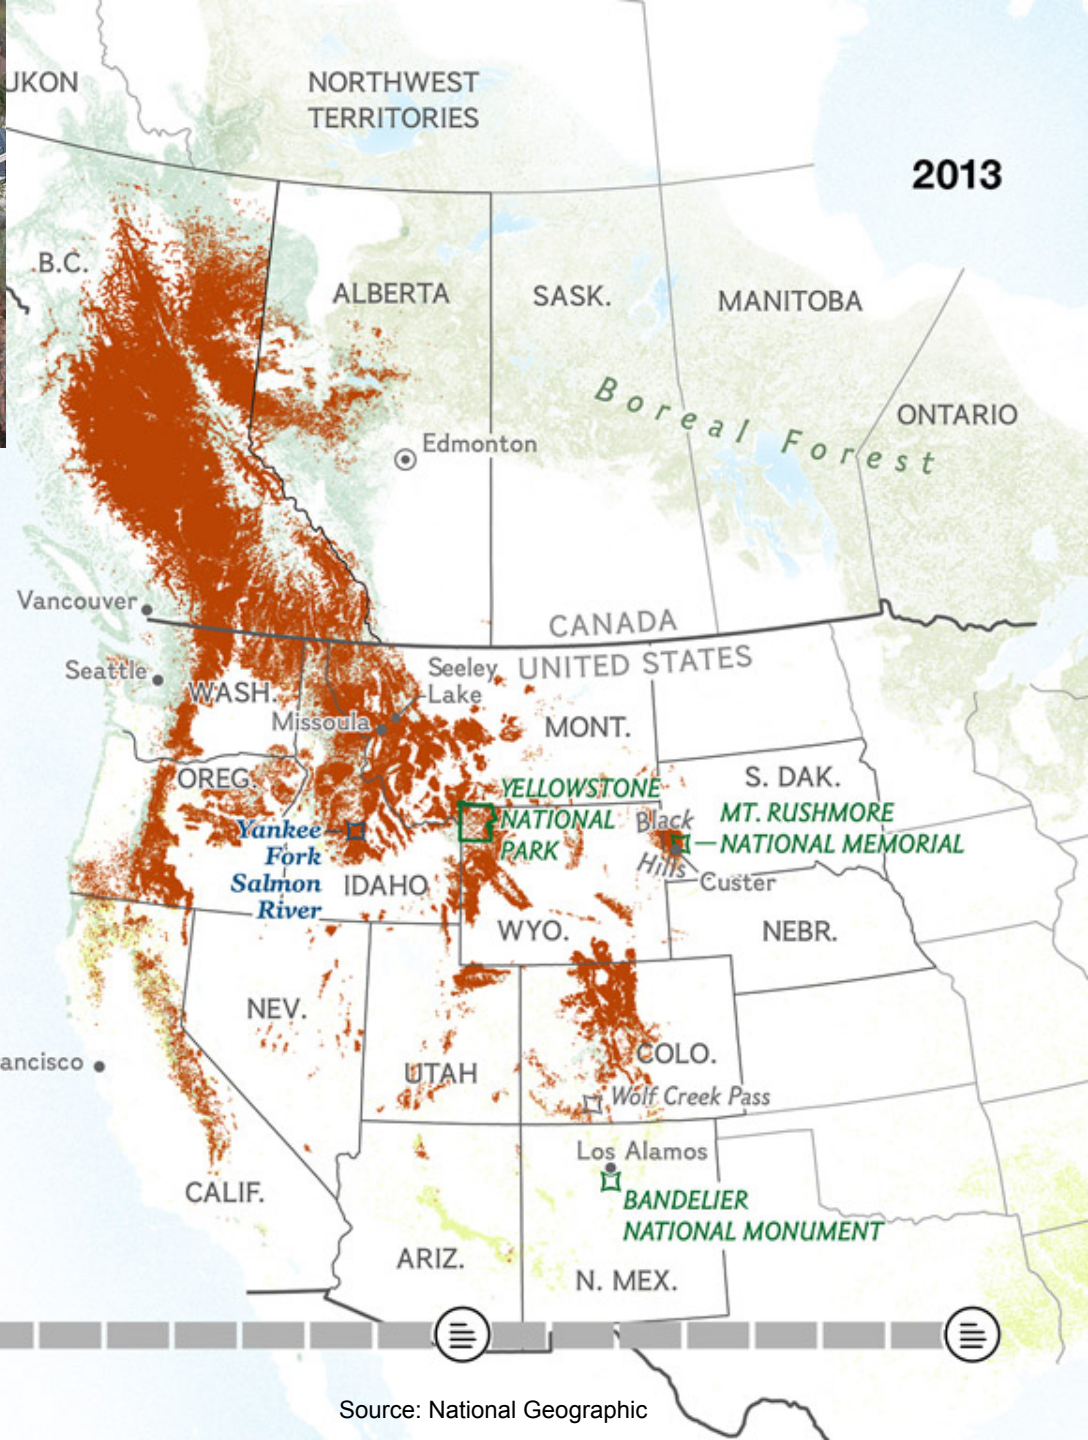 UKON
NORTHWEST
TERRITORIES
2013
B.C.
ALBERTA
SASK.
MANITOBA
Boreal Forest
ONTARIO
Edmonton
Vancouver
CANADA
UNITED STATES
Seattle
WASH.
Seeley
Lake
Missoula
MONT.
OREG.
S. DAK.
YELLOWSTONE
NATIONAL
PARK
Black
Hills
MT. RUSHMORE
NATIONAL MEMORIAL
Yankee
Fork
Salmon
River
IDAHO
Custer
WYO.
NEBR.
NEV.
ancisco
UTAH
COLO.
Wolf Creek Pass
Los Alamos
CALIF.
BANDELIER
NATIONAL MONUMENT
ARIZ.
N. MEX.
Source: National Geographic